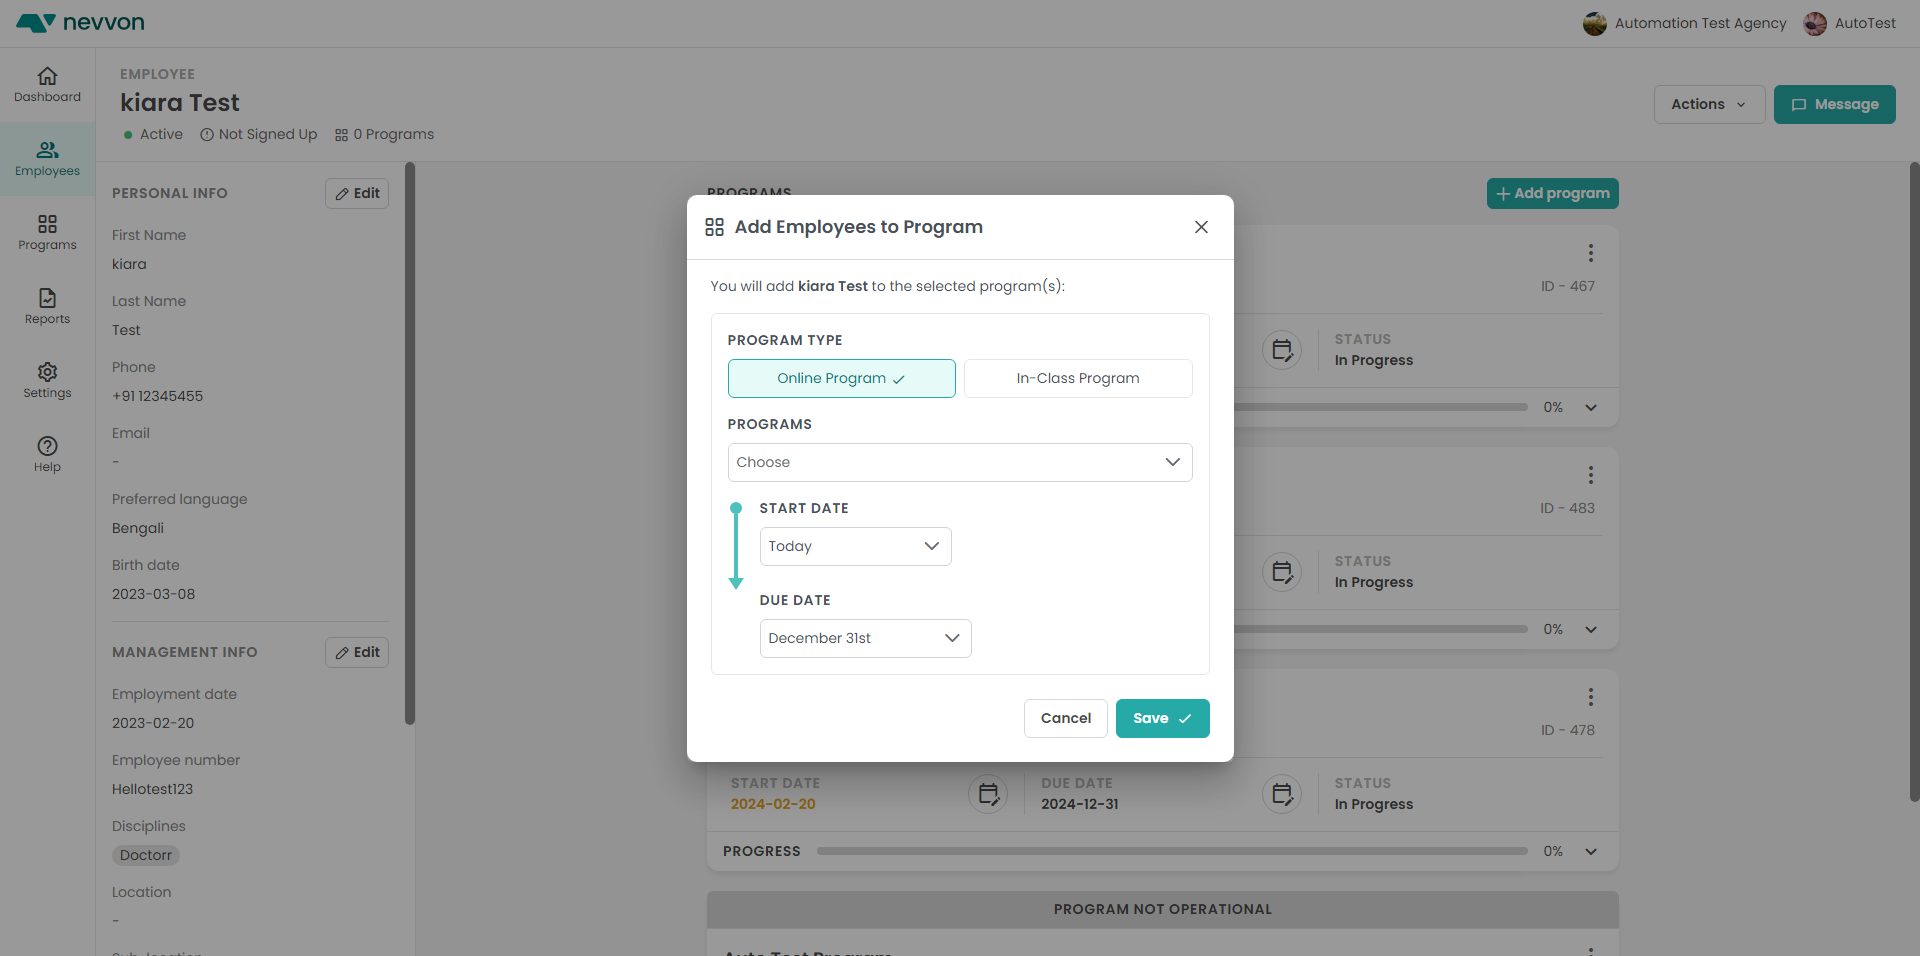 nevvon
Automation Test Agency
AutoTest
Dashboard
Employees
Programs
Reports
Settings
Help
EMPLOYEE
kiara Test
Active
Not Signed Up
0 Programs
Actions
Message
PERSONAL INFO
Edit
First Name
kiara
Last Name
Test
Phone
+91 12345455
Email
-
Preferred language
Bengali
Birth date
2023-03-08
MANAGEMENT INFO
Edit
Employment date
2023-02-20
Employee number
Hellotest123
Disciplines
Doctorr
Location
-
Sub-location
PROGRAMS
Add program
Add Employees to Program
You will add kiara Test to the selected program(s):
PROGRAM TYPE
Online Program
In-Class Program
PROGRAMS
Choose
START DATE
Today
DUE DATE
December 31st
Cancel
Save
ID - 467
STATUS
In Progress
0%
ID - 483
STATUS
In Progress
0%
ID - 478
START DATE
2024-02-20
DUE DATE
2024-12-31
STATUS
In Progress
PROGRESS
0%
PROGRAM NOT OPERATIONAL
Auto Test Program